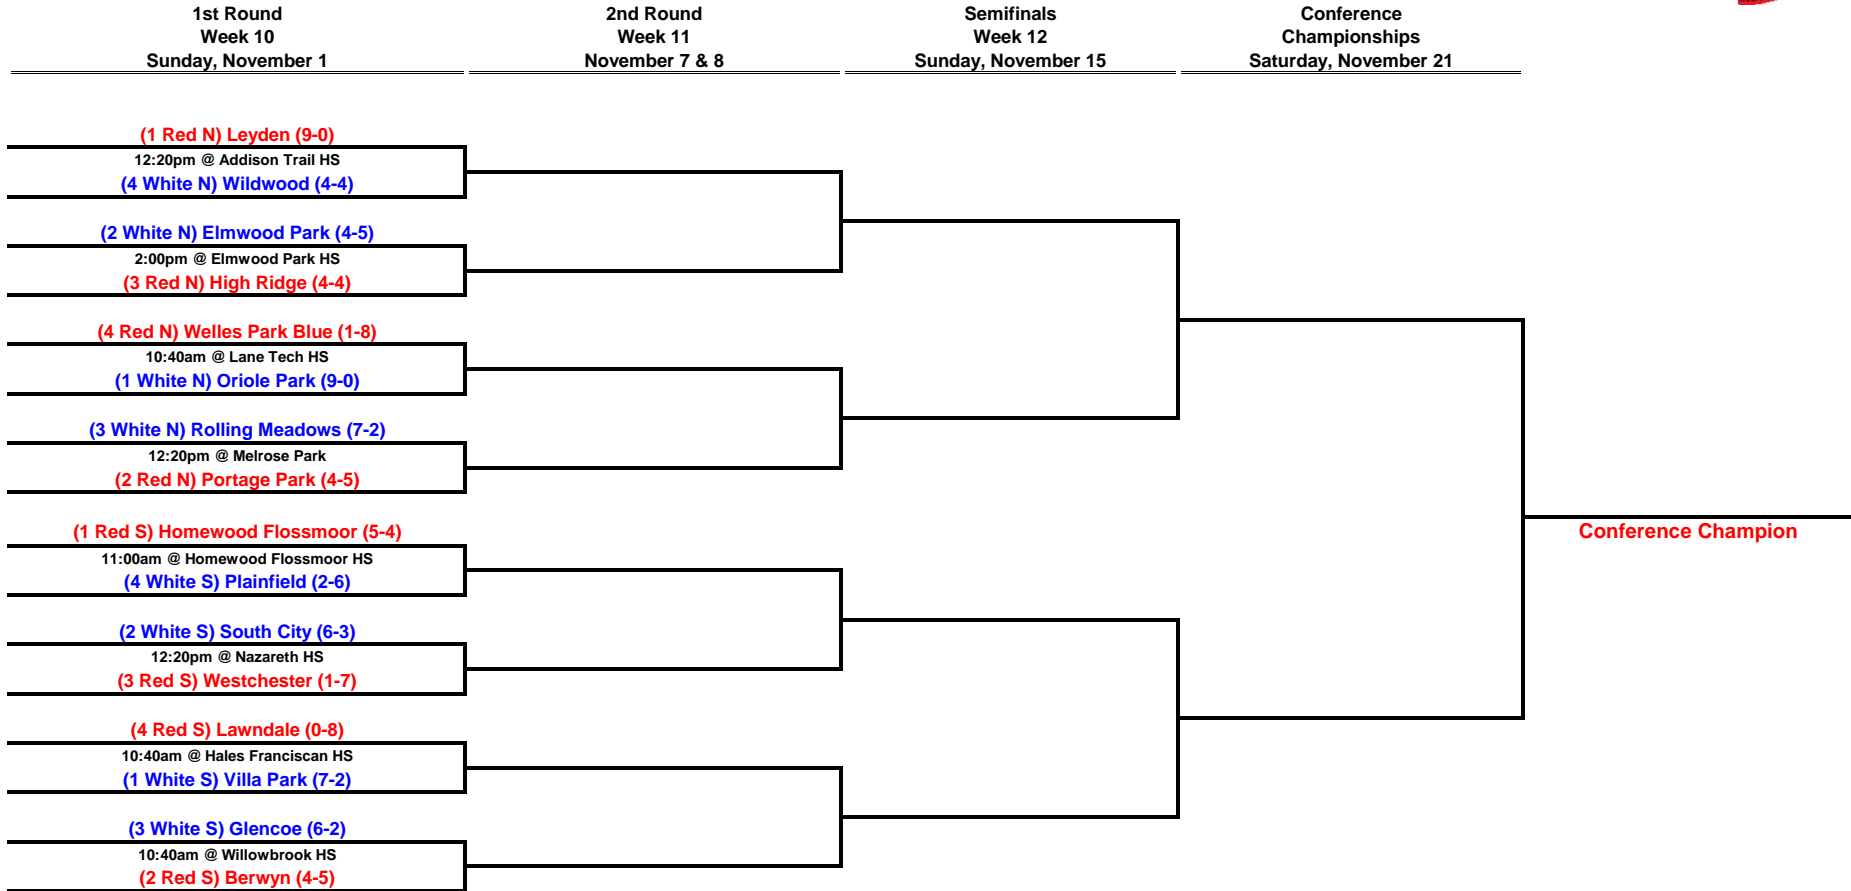 1st Round
Week 10
Sunday, November 1
2nd Round
Week 11
November 7 & 8
Semifinals
Week 12
Sunday, November 15
Conference
Championships
Saturday, November 21
(1 Red N) Leyden (9-0)
12:20pm @ Addison Trail HS
(4 White N) Wildwood (4-4)
(2 White N) Elmwood Park (4-5)
2:00pm @ Elmwood Park HS
(3 Red N) High Ridge (4-4)
(4 Red N) Welles Park Blue (1-8)
10:40am @ Lane Tech HS
(1 White N) Oriole Park (9-0)
(3 White N) Rolling Meadows (7-2)
12:20pm @ Melrose Park
(2 Red N) Portage Park (4-5)
(1 Red S) Homewood Flossmoor (5-4)
11:00am @ Homewood Flossmoor HS
(4 White S) Plainfield (2-6)
(2 White S) South City (6-3)
12:20pm @ Nazareth HS
(3 Red S) Westchester (1-7)
(4 Red S) Lawndale (0-8)
10:40am @ Hales Franciscan HS
(1 White S) Villa Park (7-2)
(3 White S) Glencoe (6-2)
10:40am @ Willowbrook HS
(2 Red S) Berwyn (4-5)
Conference Champion